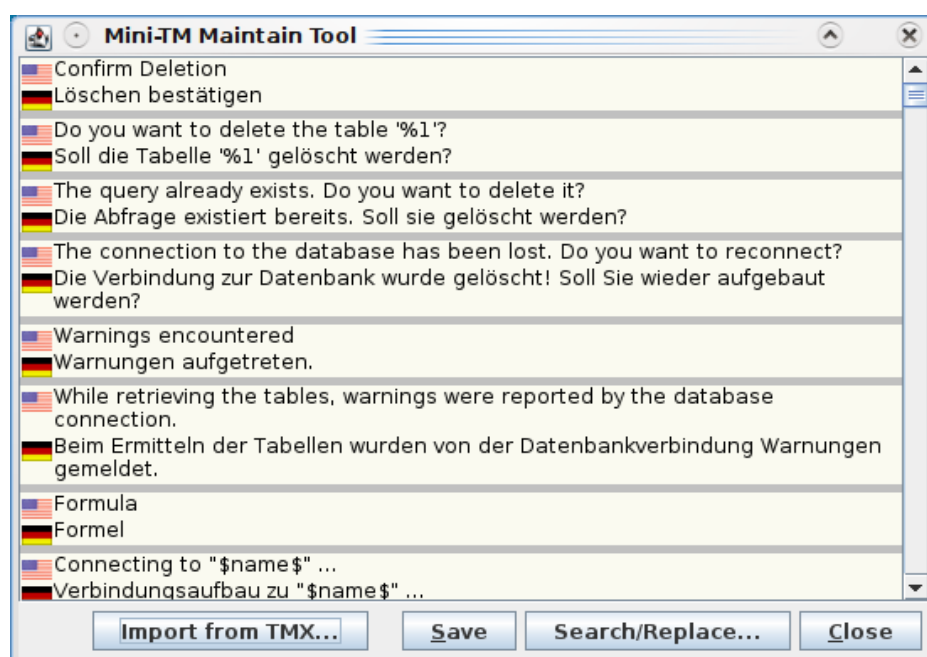 Mini-TM Maintain Tool
Confirm Deletion
Löschen bestätigen
Do you want to delete the table '%1'?
Soll die Tabelle '%1' gelöscht werden?
The query already exists. Do you want to delete it?
Die Abfrage existiert bereits. Soll sie gelöscht werden?
The connection to the database has been lost. Do you want to reconnect?
Die Verbindung zur Datenbank wurde gelöscht! Soll Sie wieder aufgebaut
werden?
Warnings encountered
Warnungen aufgetreten.
While retrieving the tables, warnings were reported by the database
connection.
Beim Ermitteln der Tabellen wurden von der Datenbankverbindung Warnungen
gemeldet.
Formula
Formel
Connecting to "$name$" ...
Verbindungsaufbau zu "$name$" ...
Import from TMX... Save Search/Replace... Close